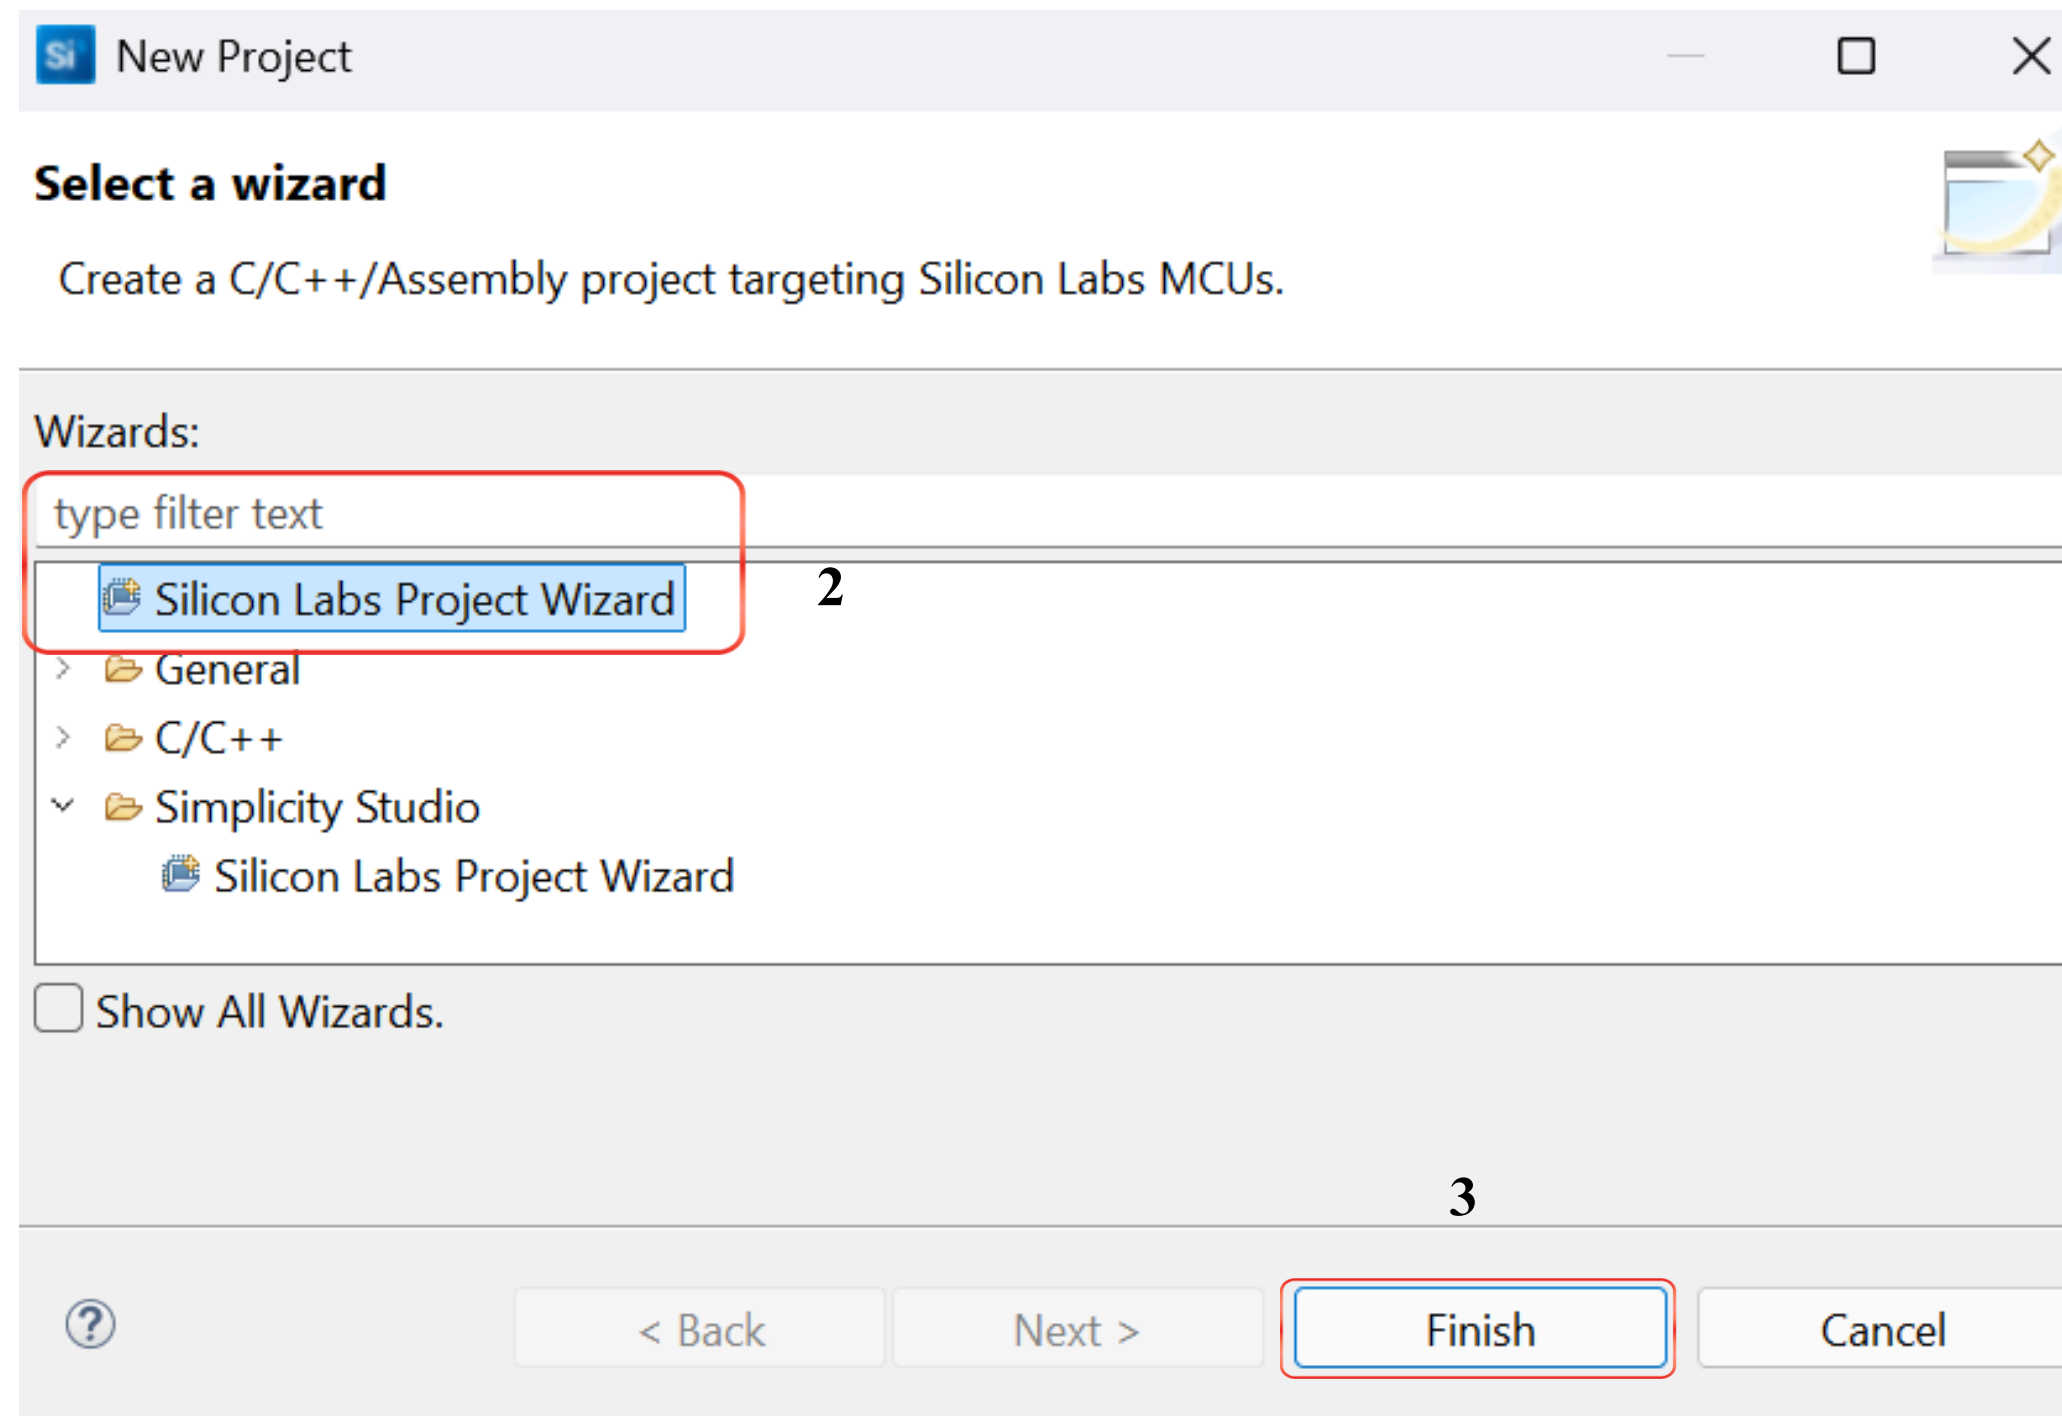 Si New Project
Select a wizard
Create a C/C++/Assembly project targeting Silicon Labs MCUs.
Wizards:
type filter text
Silicon Labs Project Wizard
2
General
C/C++
Simplicity Studio
Silicon Labs Project Wizard
Show All Wizards.
3
? < Back Next > Finish Cancel